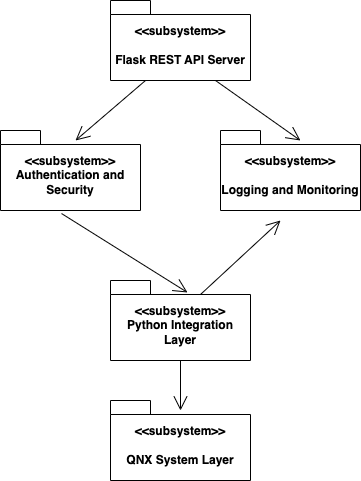 <<subsystem>>
Flask REST API Server
<<subsystem>>
Authentication and
Security
<<subsystem>>
Logging and Monitoring
<<subsystem>>
Python Integration
Layer
<<subsystem>>
QNX System Layer